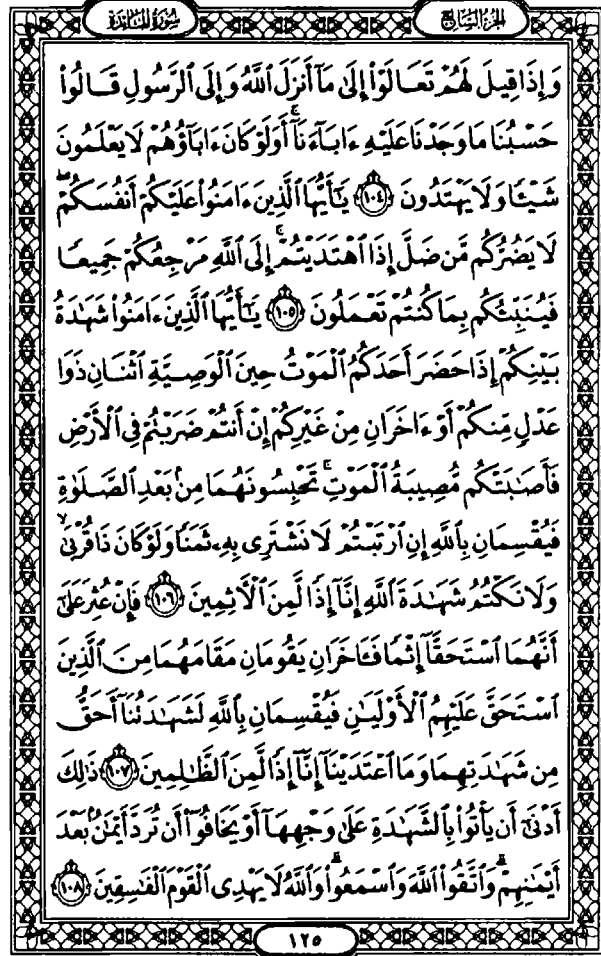 الجزء السابع
سورة المائدة
وَإِذَا قِيلَ لَهُمْ تَعَالَوْا۟ إِلَىٰ مَآ أَنزَلَ ٱللَّهُ وَإِلَى ٱلرَّسُولِ قَالُوا۟
حَسْبُنَا مَا وَجَدْنَا عَلَيْهِ ءَابَآءَنَآ ۚ أَوَلَوْ كَانَ ءَابَآؤُهُمْ لَا يَعْلَمُونَ
شَيْـًٔا وَلَا يَهْتَدُونَ ١٠٤ يَـٰٓأَيُّهَا ٱلَّذِينَ ءَامَنُوا۟ عَلَيْكُمْ أَنفُسَكُمْ ۖ
لَا يَضُرُّكُم مَّن ضَلَّ إِذَا ٱهْتَدَيْتُمْ ۚ إِلَى ٱللَّهِ مَرْجِعُكُمْ جَمِيعًا
فَيُنَبِّئُكُم بِمَا كُنتُمْ تَعْمَلُونَ ١٠٥ يَـٰٓأَيُّهَا ٱلَّذِينَ ءَامَنُوا۟ شَهَـٰدَةُ
بَيْنِكُمْ إِذَا حَضَرَ أَحَدَكُمُ ٱلْمَوْتُ حِينَ ٱلْوَصِيَّةِ ٱثْنَانِ ذَوَا
عَدْلٍ مِّنكُمْ أَوْ ءَاخَرَانِ مِنْ غَيْرِكُمْ إِنْ أَنتُمْ ضَرَبْتُمْ فِى ٱلْأَرْضِ
فَأَصَـٰبَتْكُم مُّصِيبَةُ ٱلْمَوْتِ ۚ تَحْبِسُونَهُمَا مِنۢ بَعْدِ ٱلصَّلَوٰةِ
فَيُقْسِمَانِ بِٱللَّهِ إِنِ ٱرْتَبْتُمْ لَا نَشْتَرِى بِهِۦ ثَمَنًا وَلَوْ كَانَ ذَا قُرْبَىٰ ۙ
وَلَا نَكْتُمُ شَهَـٰدَةَ ٱللَّهِ إِنَّآ إِذًا لَّمِنَ ٱلْـَٔاثِمِينَ ١٠٦ فَإِنْ عُثِرَ عَلَىٰٓ
أَنَّهُمَا ٱسْتَحَقَّآ إِثْمًا فَـَٔاخَرَانِ يَقُومَانِ مَقَامَهُمَا مِنَ ٱلَّذِينَ
ٱسْتَحَقَّ عَلَيْهِمُ ٱلْأَوْلَيَـٰنِ فَيُقْسِمَانِ بِٱللَّهِ لَشَهَـٰدَتُنَآ أَحَقُّ
مِن شَهَـٰدَتِهِمَا وَمَا ٱعْتَدَيْنَآ إِنَّآ إِذًا لَّمِنَ ٱلظَّـٰلِمِينَ ١٠٧ ذَٰلِكَ
أَدْنَىٰٓ أَن يَأْتُوا۟ بِٱلشَّهَـٰدَةِ عَلَىٰ وَجْهِهَآ أَوْ يَخَافُوٓا۟ أَن تُرَدَّ أَيْمَـٰنٌۢ بَعْدَ
أَيْمَـٰنِهِمْ ۗ وَٱتَّقُوا۟ ٱللَّهَ وَٱسْمَعُوا۟ ۗ وَٱللَّهُ لَا يَهْدِى ٱلْقَوْمَ ٱلْفَـٰسِقِينَ ١٠٨
١٢٥